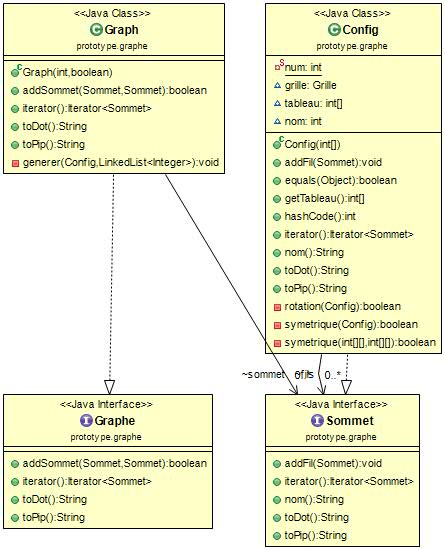 <<Java Class>>
Graph
prototype.graphe
Graph(int,boolean)
addSommet(Sommet,Sommet):boolean
iterator():Iterator<Sommet>
toDot():String
toPip():String
generer(Config,LinkedList<Integer>):void
<<Java Class>>
Config
prototype.graphe
num: int
grille: Grille
tableau: int[]
nom: int
Config(int[])
addFil(Sommet):void
equals(Object):boolean
getTableau():int[]
hashCode():int
iterator():Iterator<Sommet>
nom():String
toDot():String
toPip():String
rotation(Config):boolean
symetrique(Config):boolean
symetrique(int[][],int[][]):boolean
~sommet
0..*
<<Java Interface>>
Graphe
prototype.graphe
addSommet(Sommet,Sommet):boolean
iterator():Iterator<Sommet>
toDot():String
toPip():String
<<Java Interface>>
Sommet
prototype.graphe
addFil(Sommet):void
iterator():Iterator<Sommet>
nom():String
toDot():String
toPip():String